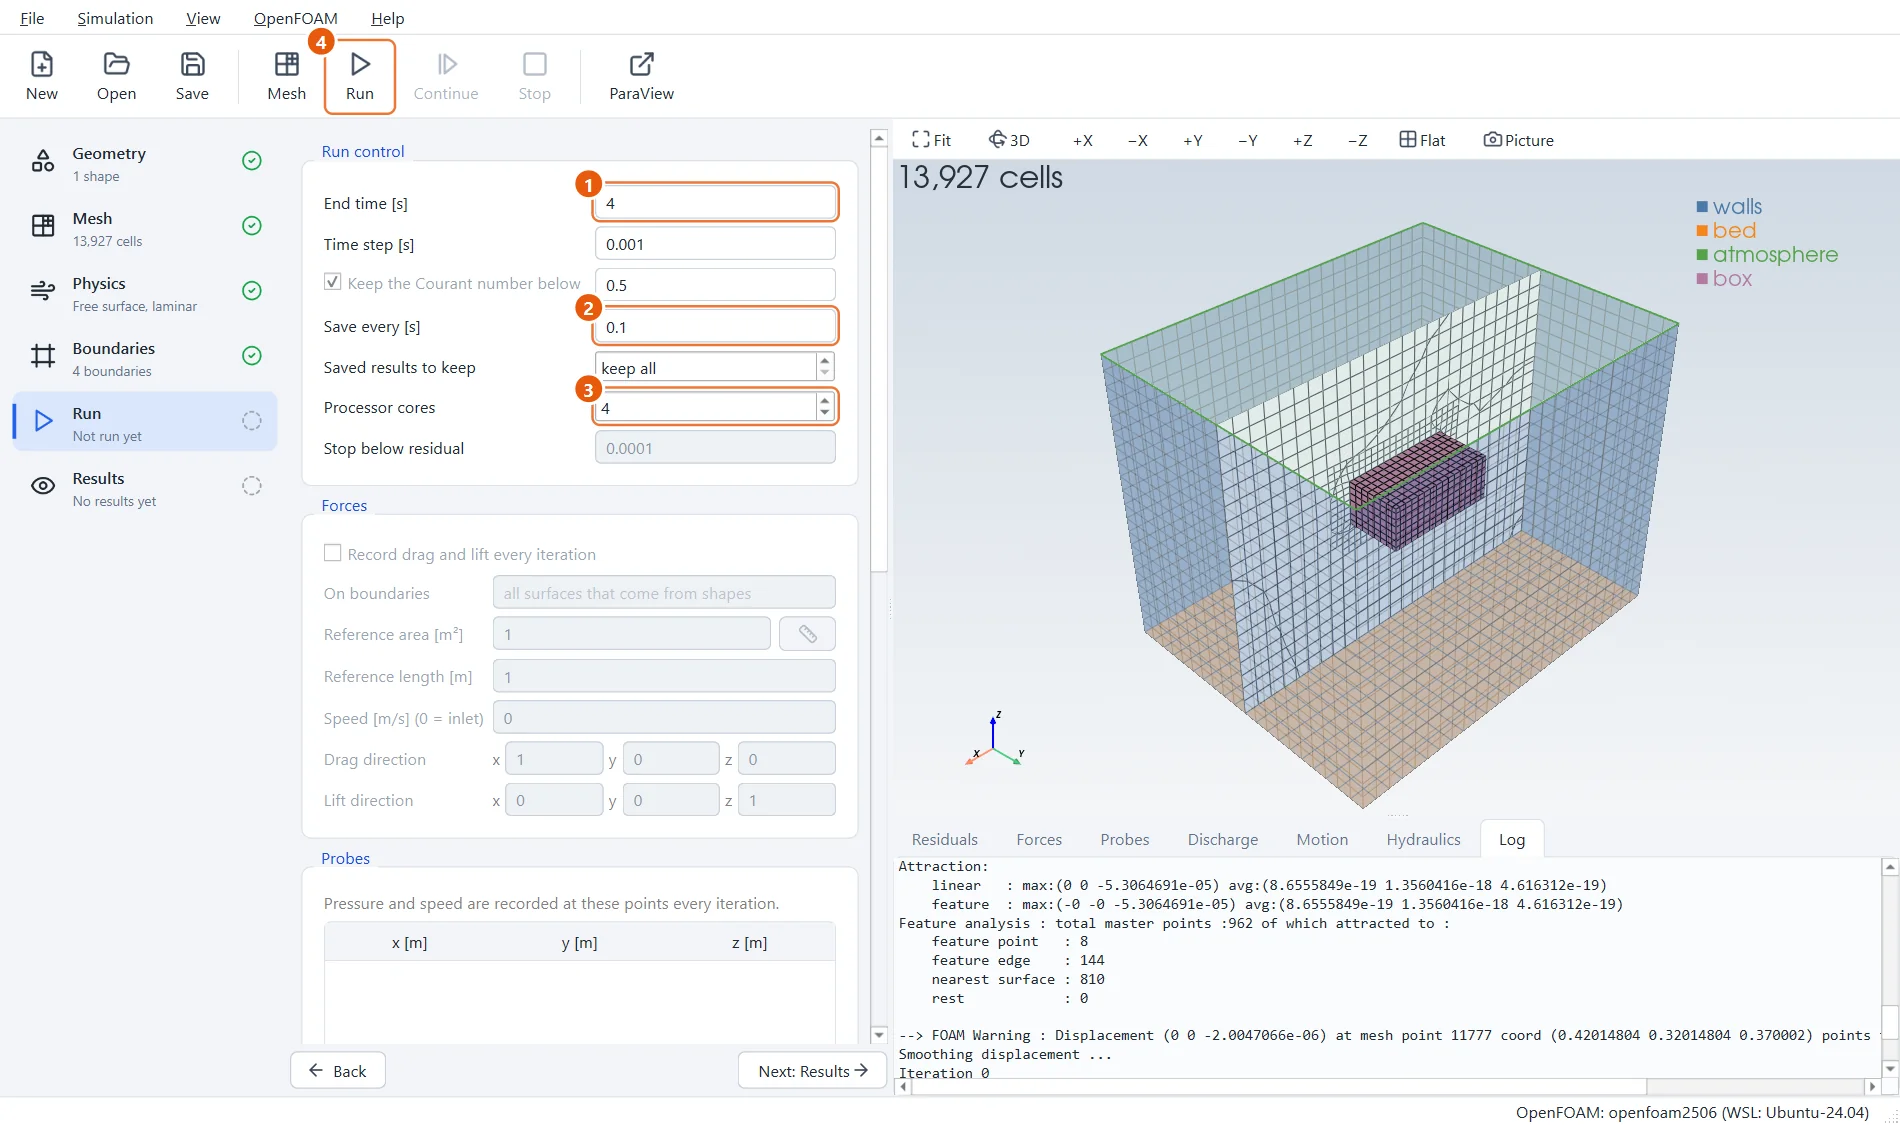 File Simulation View OpenFOAM Help
4
New Open Save Mesh Run Continue Stop ParaView
Geometry
1 shape
Mesh
13,927 cells
Physics
Free surface, laminar
Boundaries
4 boundaries
Run
Not run yet
Results
No results yet
Run control
1
End time [s] 4
Time step [s] 0.001
Keep the Courant number below 0.5
2
Save every [s] 0.1
Saved results to keep keep all
3
Processor cores 4
Stop below residual 0.0001
Forces
Record drag and lift every iteration
On boundaries all surfaces that come from shapes
Reference area [m²] 1
Reference length [m] 1
Speed [m/s] (0 = inlet) 0
Drag direction x 1 y 0 z 0
Lift direction x 0 y 0 z 1
Probes
Pressure and speed are recorded at these points every iteration.
x [m] y [m] z [m]
Back Next: Results
Fit 3D +X −X +Y −Y +Z −Z Flat Picture
13,927 cells
walls
bed
atmosphere
box
Z
X Y
Residuals Forces Probes Discharge Motion Hydraulics Log
Attraction:
linear : max:(0 0 -5.3064691e-05) avg:(8.6555849e-19 1.3560416e-18 4.616312e-19)
feature : max:(-0 -0 -5.3064691e-05) avg:(8.6555849e-19 1.3560416e-18 4.616312e-19)
Feature analysis : total master points :962 of which attracted to :
feature point : 8
feature edge : 144
nearest surface : 810
rest : 0
--> FOAM Warning : Displacement (0 0 -2.0047066e-06) at mesh point 11777 coord (0.42014804 0.32014804 0.370002) points
Smoothing displacement ...
Iteration 0
OpenFOAM: openfoam2506 (WSL: Ubuntu-24.04)